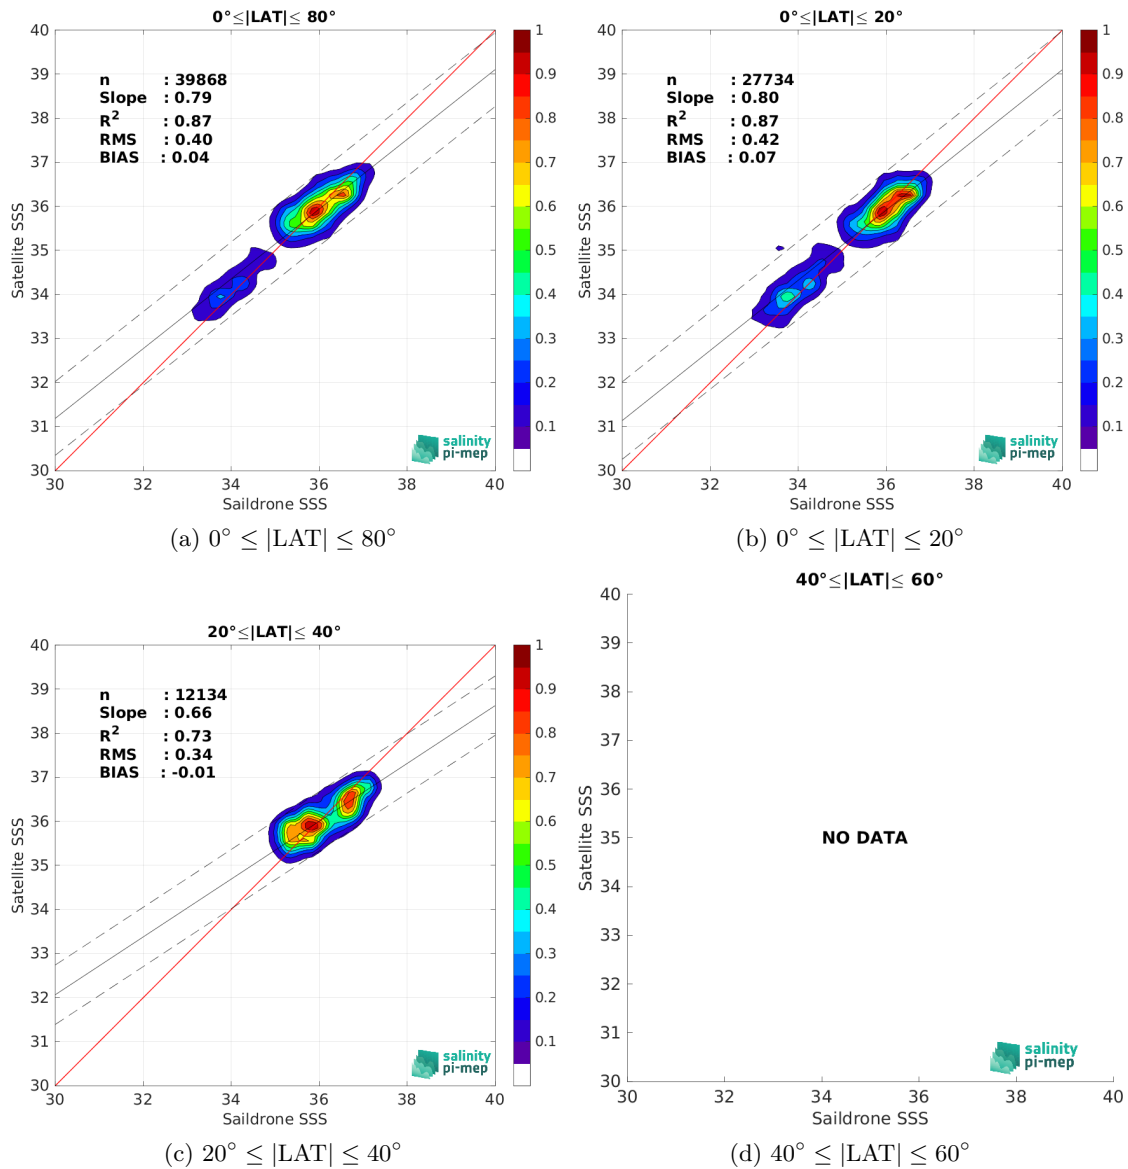 0°≤|LAT|≤ 80°
40
39
38
37
36
35
34
33
32
31
30
n : 39868
Slope : 0.79
R² : 0.87
RMS : 0.40
BIAS : 0.04
Satellite SSS
30 32 34 36 38 40
Saildrone SSS
1
0.9
0.8
0.7
0.6
0.5
0.4
0.3
0.2
0.1
salinity
pi-mep
(a) 0° ≤ |LAT| ≤ 80°
0°≤|LAT|≤ 20°
40
39
38
37
36
35
34
33
32
31
30
n : 27734
Slope : 0.80
R² : 0.87
RMS : 0.42
BIAS : 0.07
Satellite SSS
30 32 34 36 38 40
Saildrone SSS
1
0.9
0.8
0.7
0.6
0.5
0.4
0.3
0.2
0.1
salinity
pi-mep
(b) 0° ≤ |LAT| ≤ 20°
20°≤|LAT|≤ 40°
40
39
38
37
36
35
34
33
32
31
30
n : 12134
Slope : 0.66
R² : 0.73
RMS : 0.34
BIAS : -0.01
Satellite SSS
30 32 34 36 38 40
Saildrone SSS
1
0.9
0.8
0.7
0.6
0.5
0.4
0.3
0.2
0.1
salinity
pi-mep
(c) 20° ≤ |LAT| ≤ 40°
40°≤|LAT|≤ 60°
40
39
38
37
36
35
34
33
32
31
30
NO DATA
Satellite SSS
30 32 34 36 38 40
Saildrone SSS
salinity
pi-mep
(d) 40° ≤ |LAT| ≤ 60°